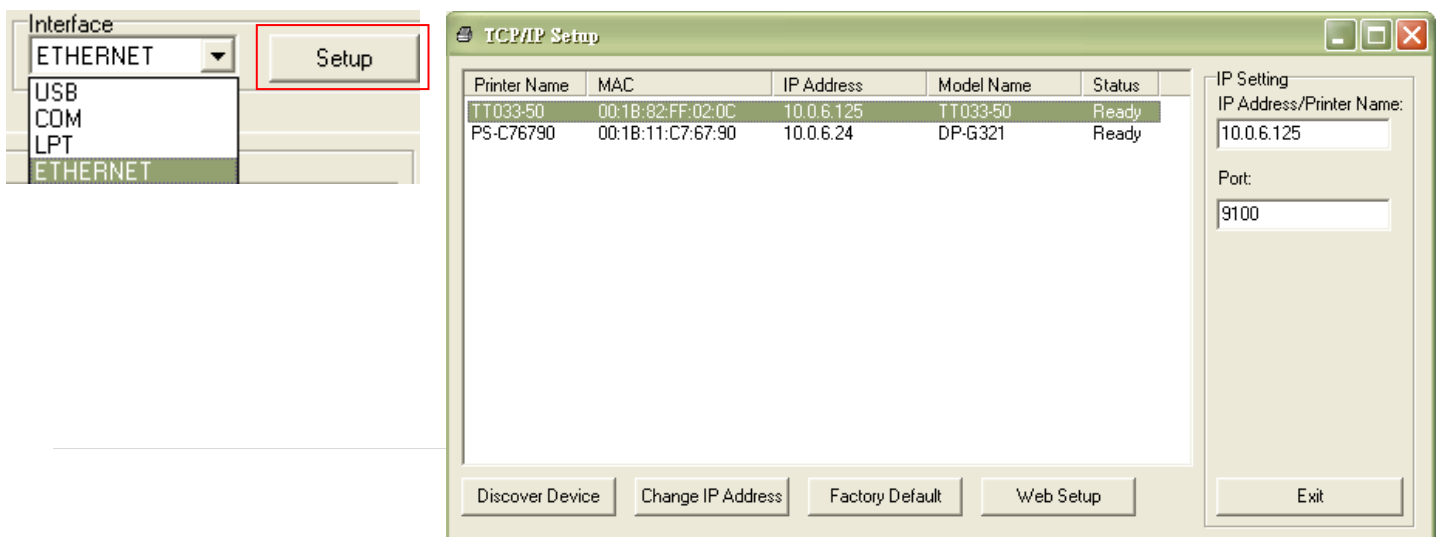 Interface
ETHERNET
Setup
USB
COM
LPT
ETHERNET
TCP/IP Setup
Printer Name MAC IP Address Model Name Status
TT033-50 00:1B:82:FF:02:0C 10.0.6.125 TT033-50 Ready
PS-C76790 00:1B:11:C7:67:90 10.0.6.24 DP-G321 Ready
IP Setting
IP Address/Printer Name:
10.0.6.125
Port:
9100
Discover Device Change IP Address Factory Default Web Setup Exit